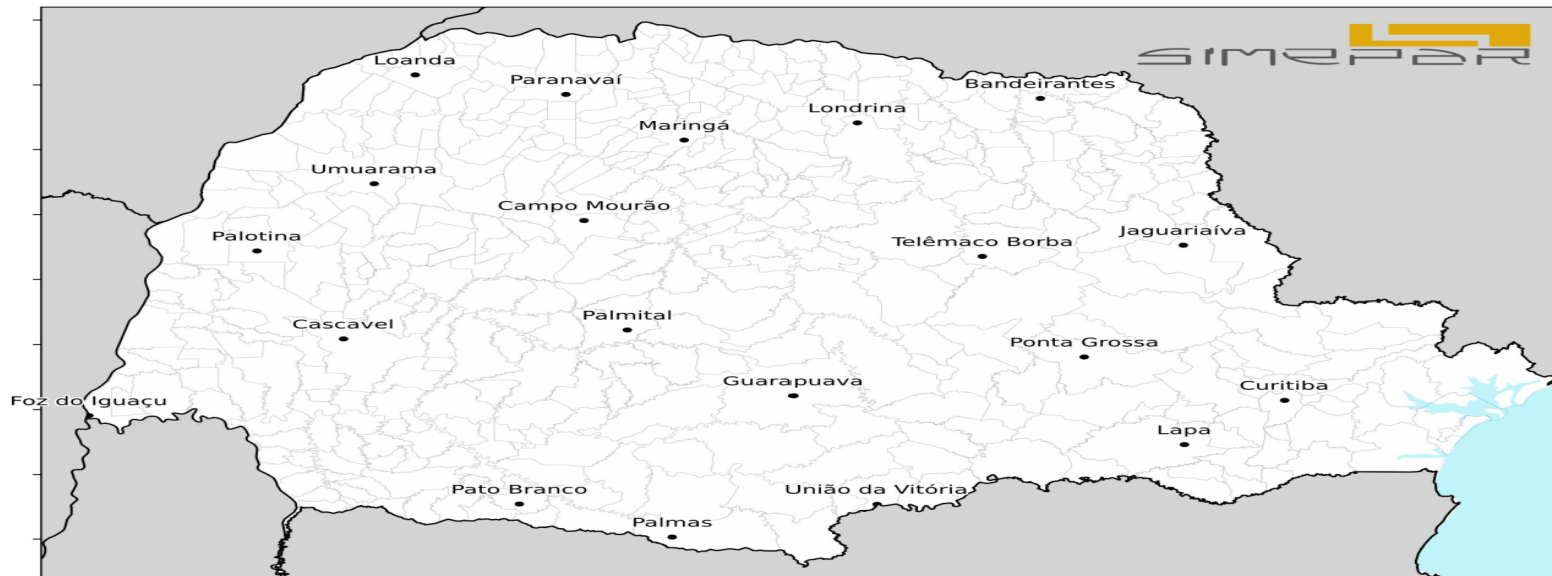 SIMEPAR
Loanda
Paranavaí
Bandeirantes
Londrina
Maringá
Umuarama
Campo Mourão
Jaguariaíva
Palotina
Telêmaco Borba
Palmital
Cascavel
Ponta Grossa
Guarapuava
Curitiba
Foz do Iguaçu
Lapa
Pato Branco
União da Vitória
Palmas